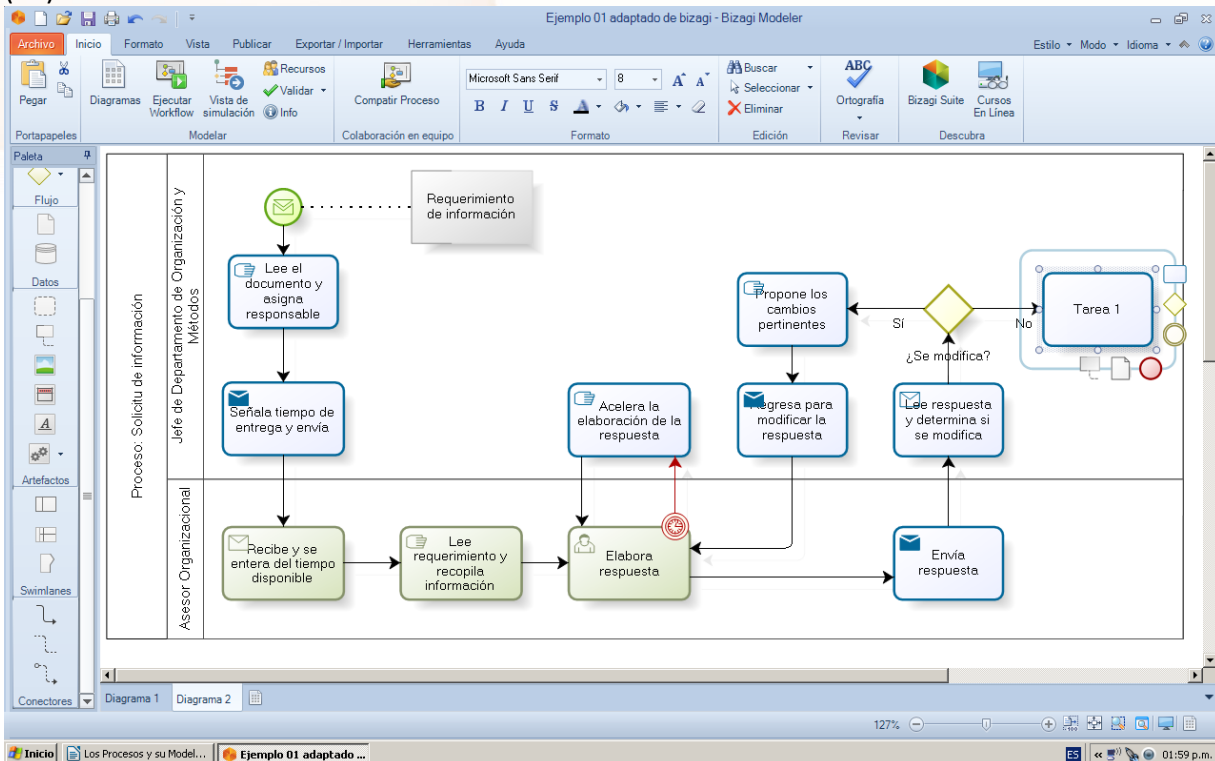 Ejemplo 01 adaptado de bizagi - Bizagi Modeler
Archivo Inicio Formato Vista Publicar Exportar / Importar Herramientas Ayuda
Estilo Modo Idioma
Pegar
Portapapeles
Diagramas
Ejecutar
Workflow
Vista de
simulación
Recursos
Validar
Info
Modelar
Compatir Proceso
Colaboración en equipo
Microsoft Sans Serif 8
Formato
Buscar
Seleccionar
Eliminar
Edición
ABC
Ortografía
Revisar
Bizagi Suite
Cursos
En Línea
Descubra
Paleta
Flujo
Datos
Artefactos
Swimlanes
Conectores
Proceso: Solicitu de información
Jefe de Departamento de Organización y
Métodos
Asesor Organizacional
Requerimiento
de información
Lee el
documento y
asigna
responsable
Señala tiempo de
entrega y envía
Acelera la
elaboración de la
respuesta
Propone los
cambios
pertinentes
Regresa para
modificar la
respuesta
Sí
No
¿Se modifica?
Tarea 1
Lee respuesta
y determina si
se modifica
Recibe y se
entera del tiempo
disponible
Lee
requerimiento y
recopila
información
Elabora
respuesta
Envía
respuesta
Diagrama 1
Diagrama 2
127%
Inicio
Los Procesos y su Model...
Ejemplo 01 adaptado ...
ES
01:59 p.m.